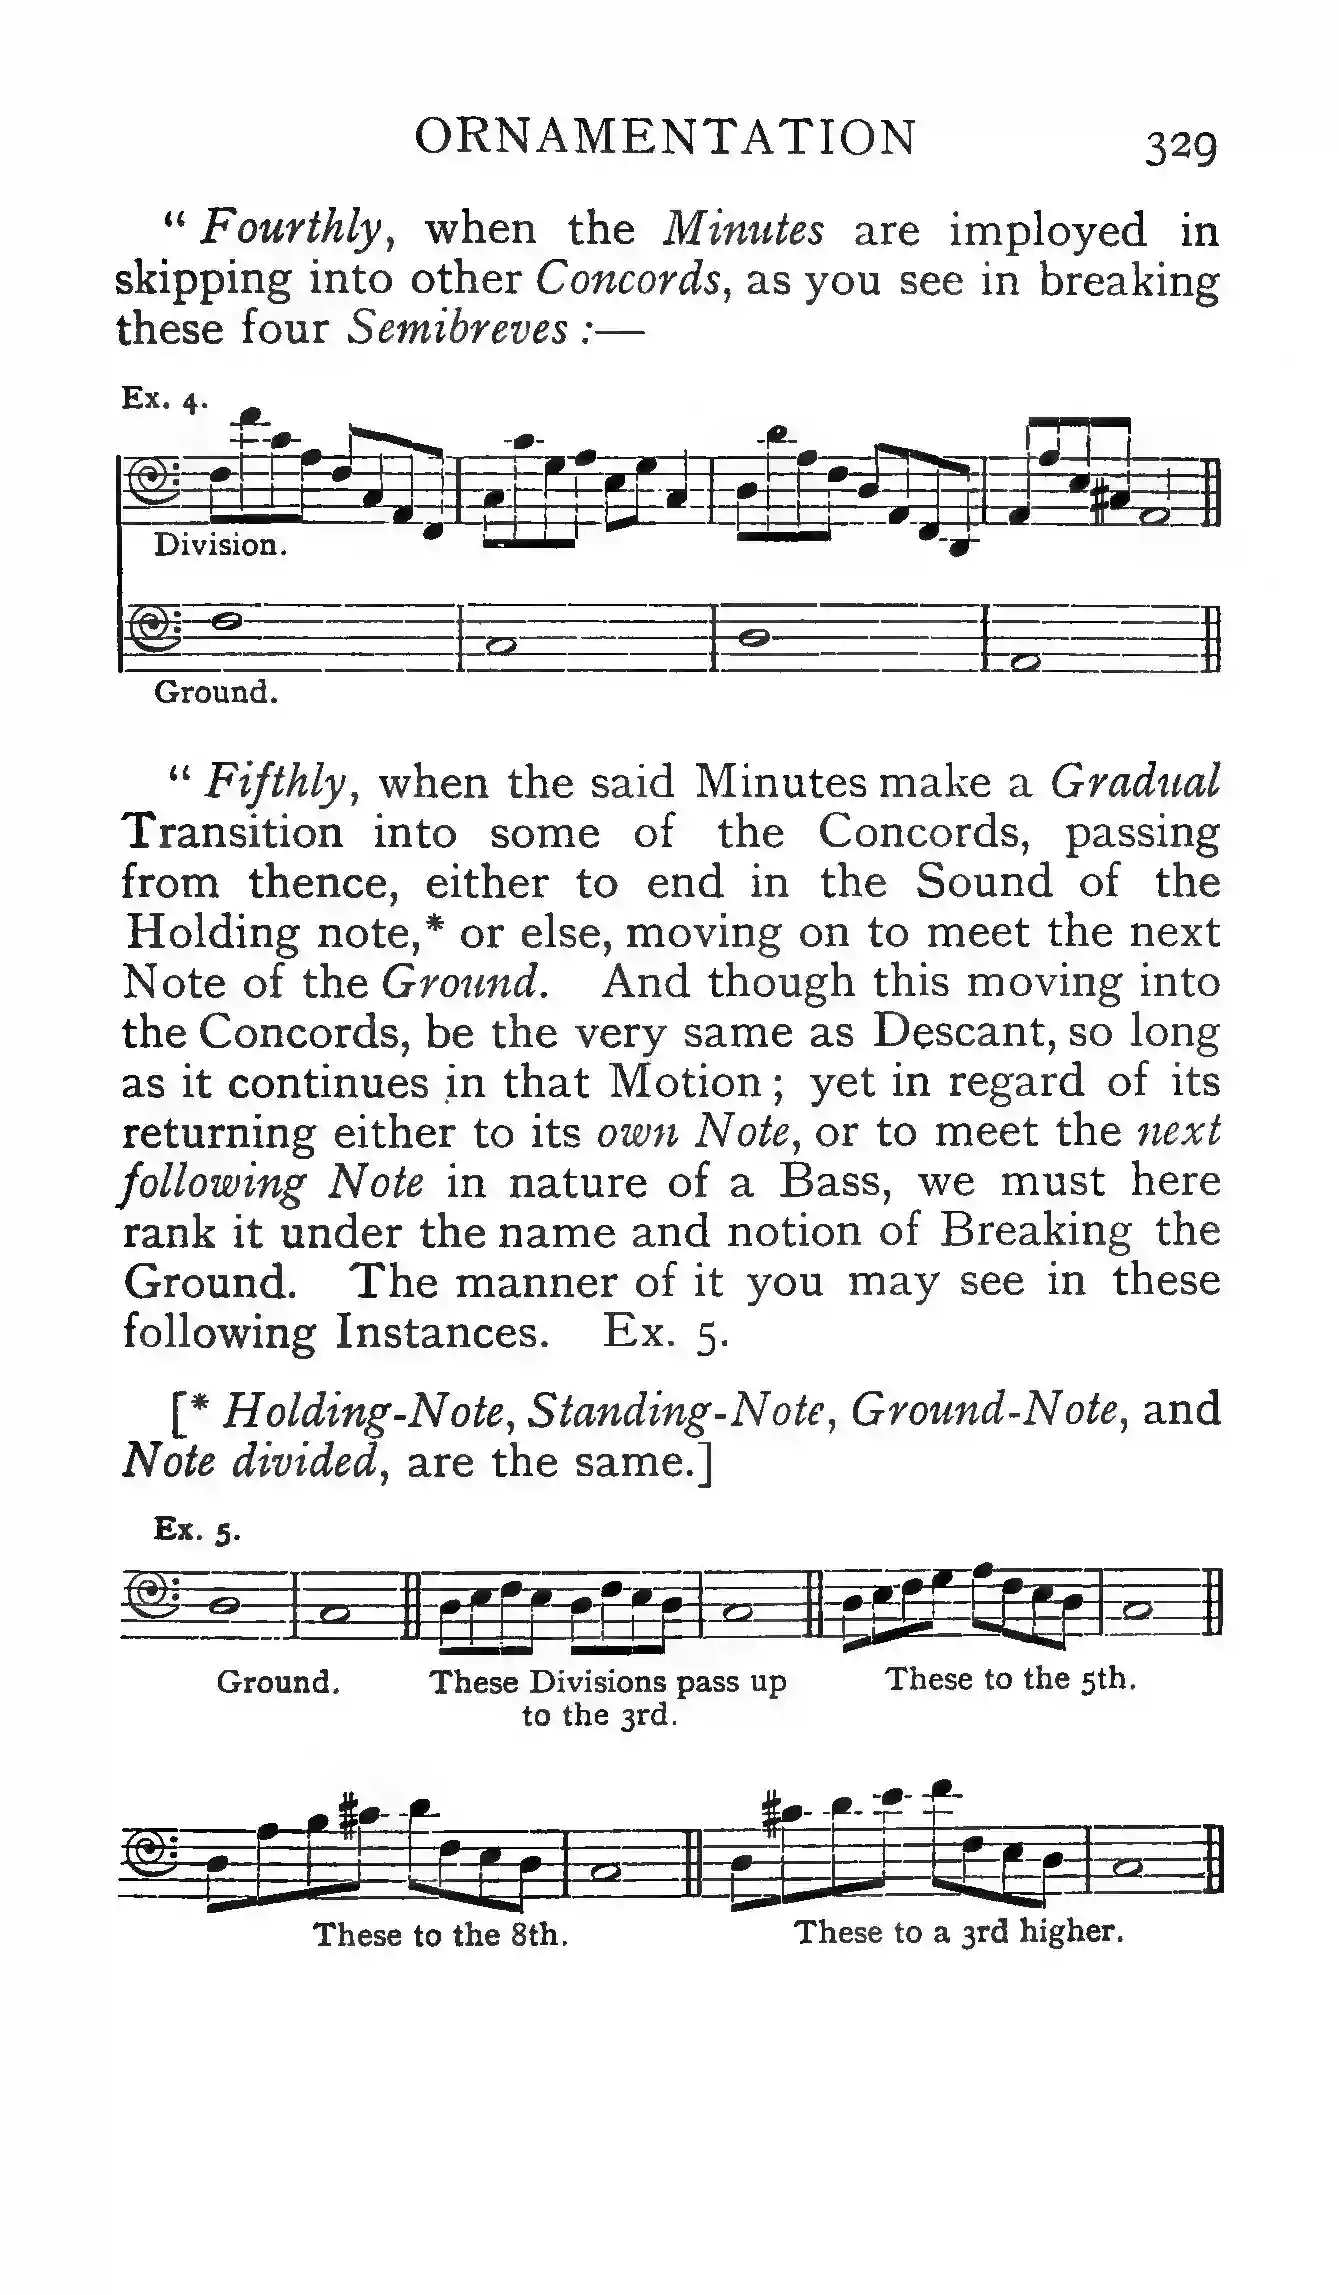 ORNAMENTATION 329
“ Fourthly, when the Minutes are imployed in
skipping into other Concords, as you see in breaking
these four Semibreves :—
Ex. 4.
Division.
Ground.
“ Fifthly, when the said Minutes make a Gradual
Transition into some of the Concords, passing
from thence, either to end in the Sound of the
Holding note,* or else, moving on to meet the next
Note of the Ground. And though this moving into
the Concords, be the very same as Descant, so long
as it continues in that Motion ; yet in regard of its
returning either to its own Note, or to meet the next
following Note in nature of a Bass, we must here
rank it under the name and notion of Breaking the
Ground. The manner of it you may see in these
following Instances. Ex. 5.
[* Holding-Note, Standing-Note, Ground-Note, and
Note divided, are the same.]
Ex. 5.
Ground. These Divisions pass up These to the 5th.
to the 3rd.
These to the 8th. These to a 3rd higher.